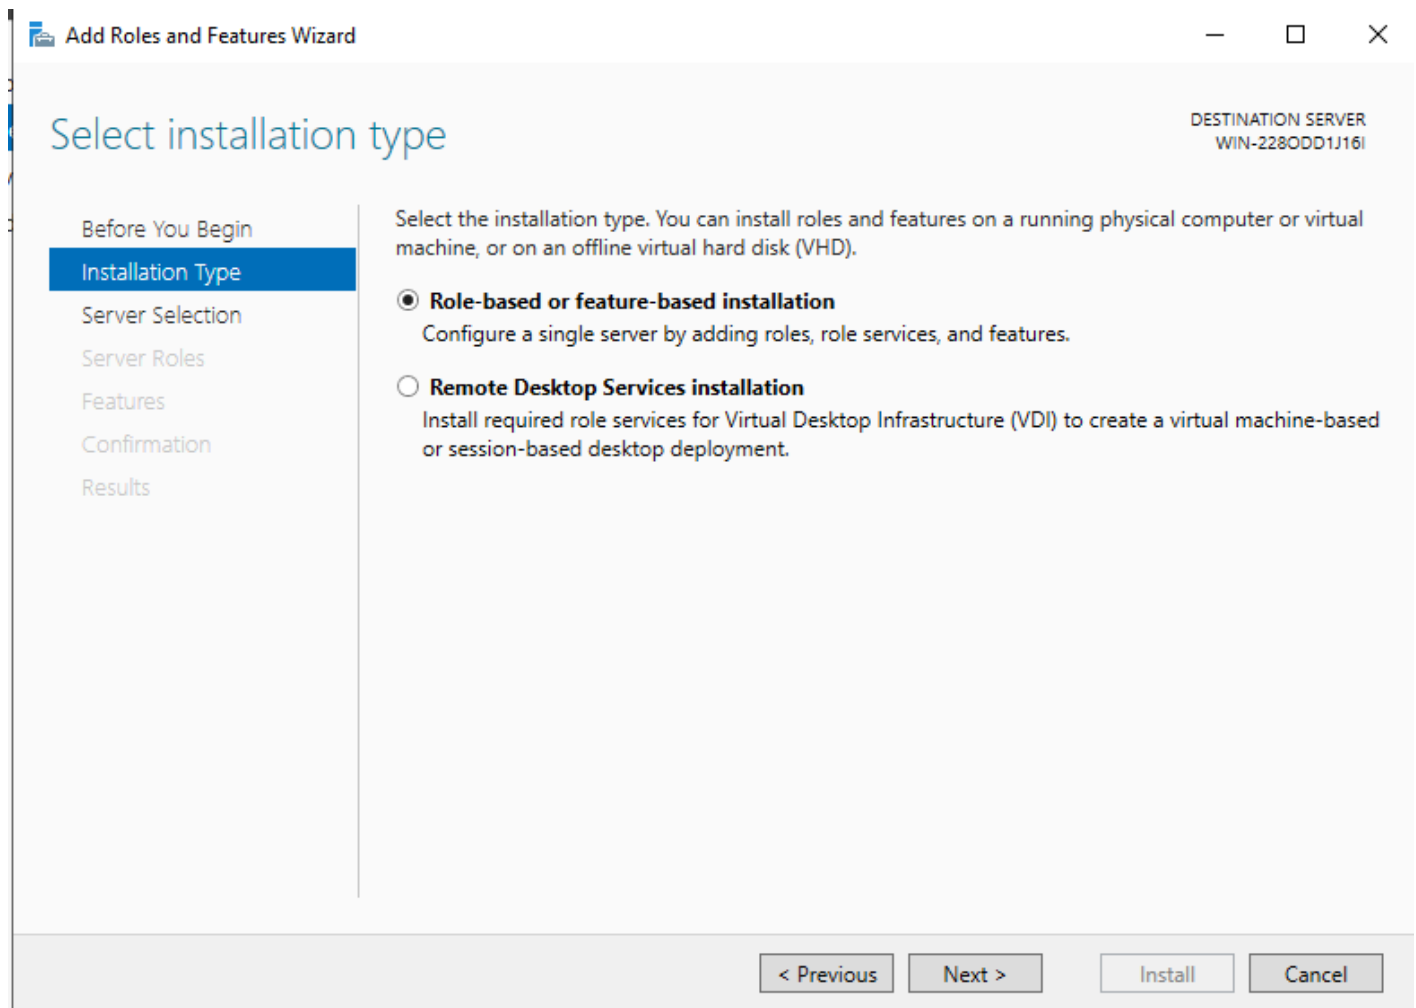 Add Roles and Features Wizard
Select installation type
DESTINATION SERVER
WIN-228ODD1J16I
Before You Begin
Installation Type
Server Selection
Server Roles
Features
Confirmation
Results
Select the installation type. You can install roles and features on a running physical computer or virtual
machine, or on an offline virtual hard disk (VHD).
Role-based or feature-based installation
Configure a single server by adding roles, role services, and features.
Remote Desktop Services installation
Install required role services for Virtual Desktop Infrastructure (VDI) to create a virtual machine-based
or session-based desktop deployment.
< Previous
Next >
Install
Cancel